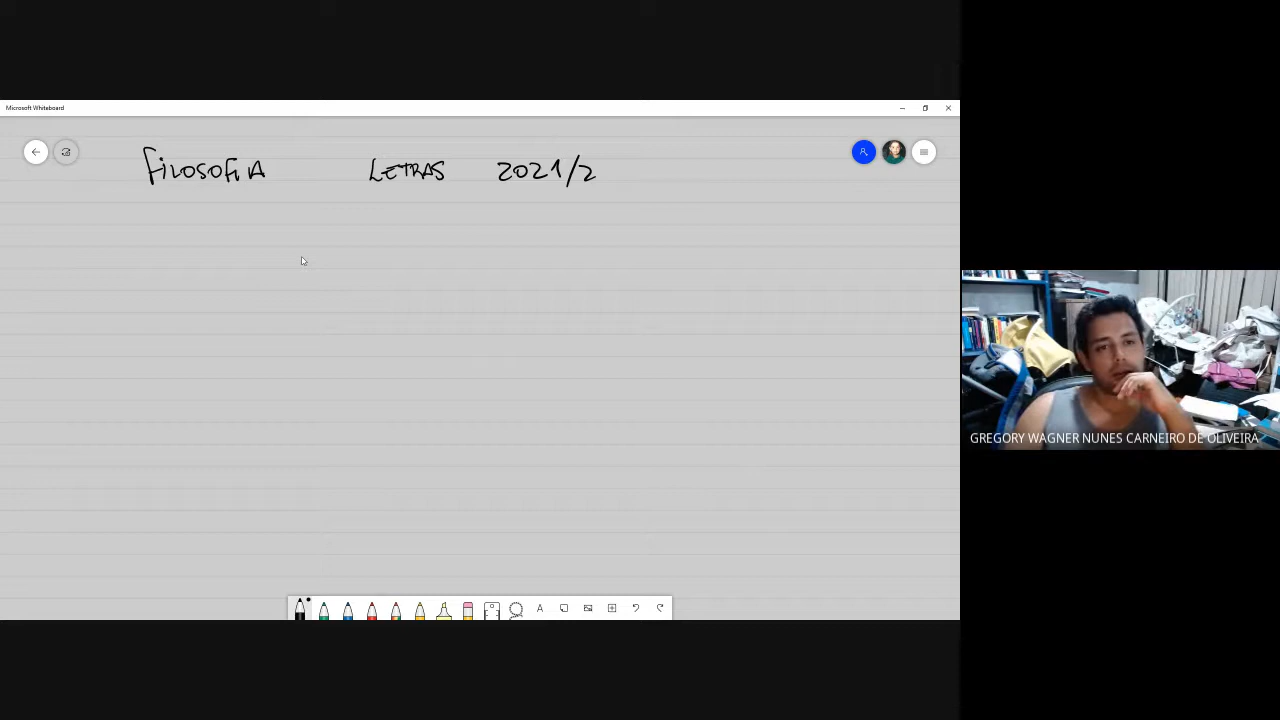 Microsoft Whiteboard
FILOSOFIA LETRAS 2021/2
GREGORY WAGNER NUNES CARNEIRO DE OLIVEIRA
A